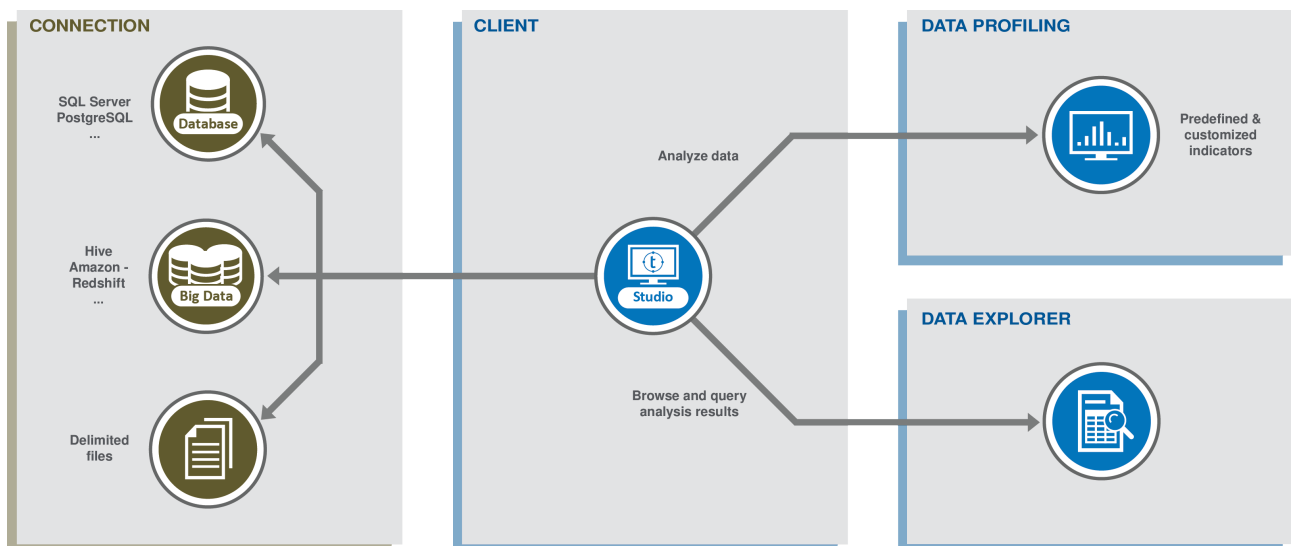 CONNECTION
SQL Server
PostgreSQL
...
Database
Hive
Amazon -
Redshift
...
Big Data
Delimited
files
CLIENT
Analyze data
Studio
Browse and query
analysis results
DATA PROFILING
Predefined &
customized
indicators
DATA EXPLORER